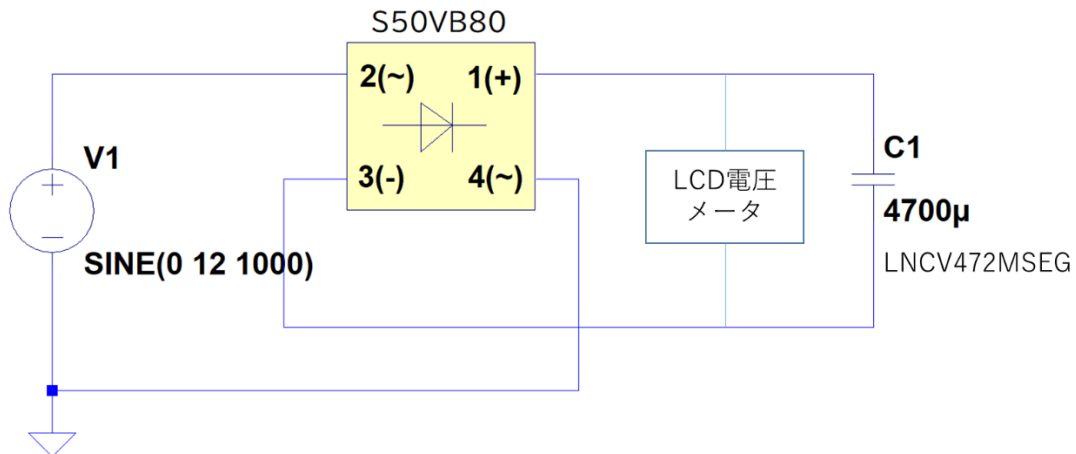 S50VB80
2(~)
1(+)
3(-)
4(~)
V1
SINE(0 12 1000)
LCD電圧
メータ
C1
4700µ
LNCV472MSEG